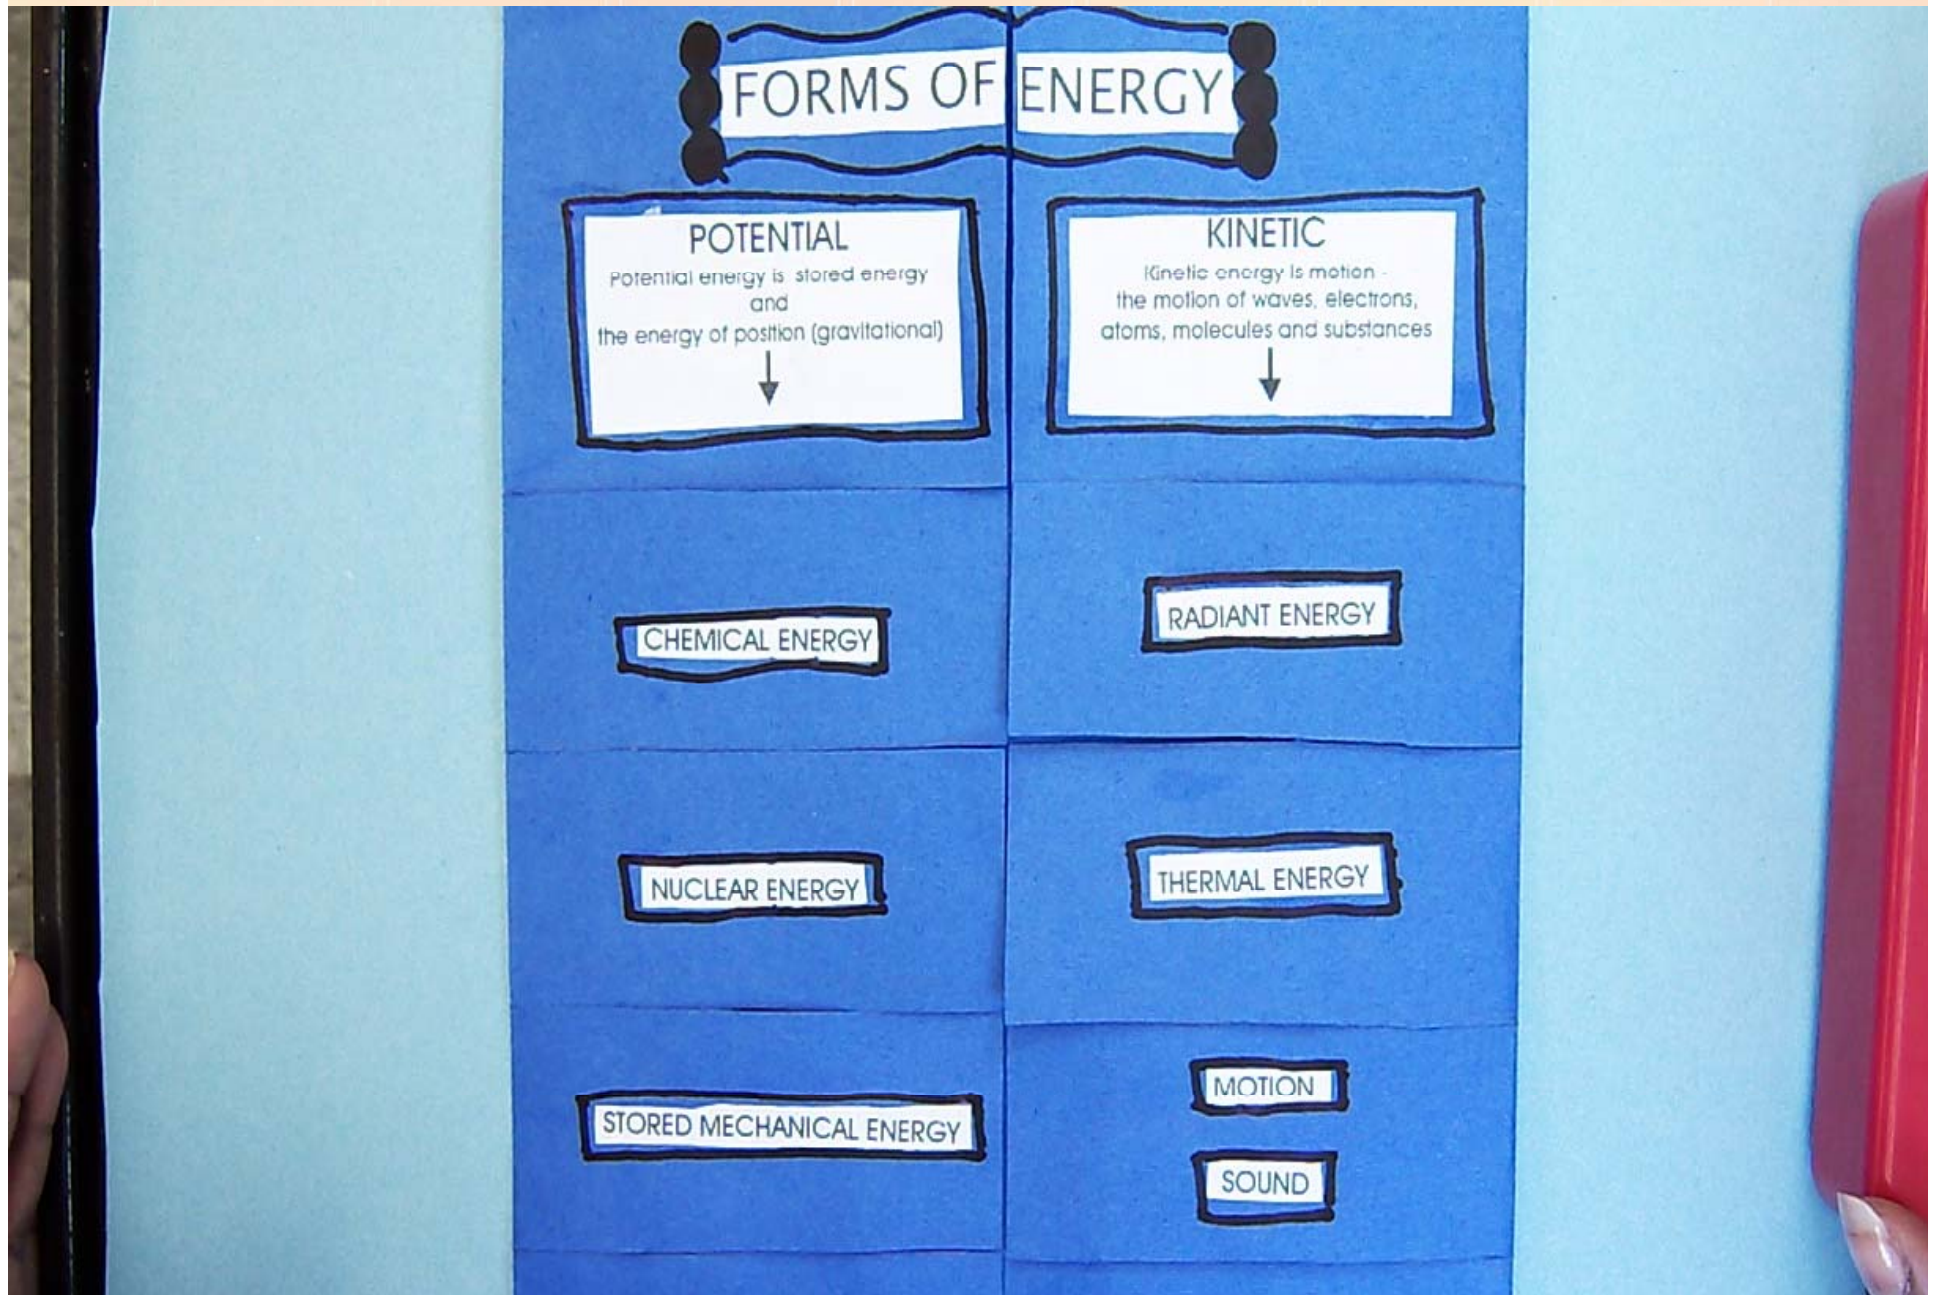 FORMS OF ENERGY
POTENTIAL
Potential energy is stored energy
and
the energy of position (gravitational)
KINETIC
Kinetic energy is motion -
the motion of waves, electrons,
atoms, molecules and substances
CHEMICAL ENERGY
RADIANT ENERGY
NUCLEAR ENERGY
THERMAL ENERGY
STORED MECHANICAL ENERGY
MOTION
SOUND